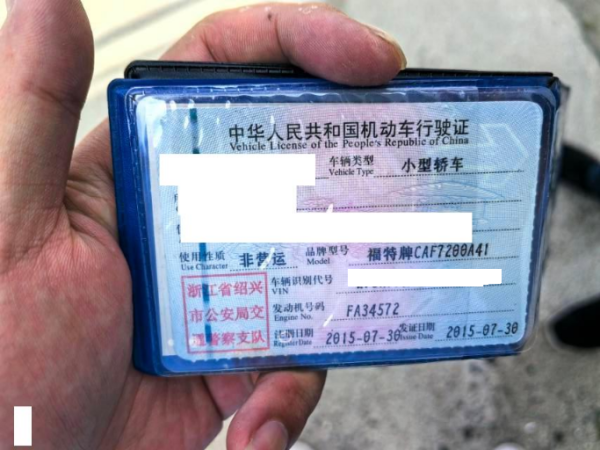 中华人民共和国机动车行驶证
Vehicle License of the People's Republic of China
车辆类型 小型轿车
Vehicle Type
使用性质 非营运 品牌型号 福特牌CAF7200A41
Use Character Model
浙江省绍兴
市公安局交
通警察支队
车辆识别代号
VIN
发动机号码 FA34572
Engine No.
注册日期 2015-07-30 发证日期 2015-07-30
Register Date Issue Date